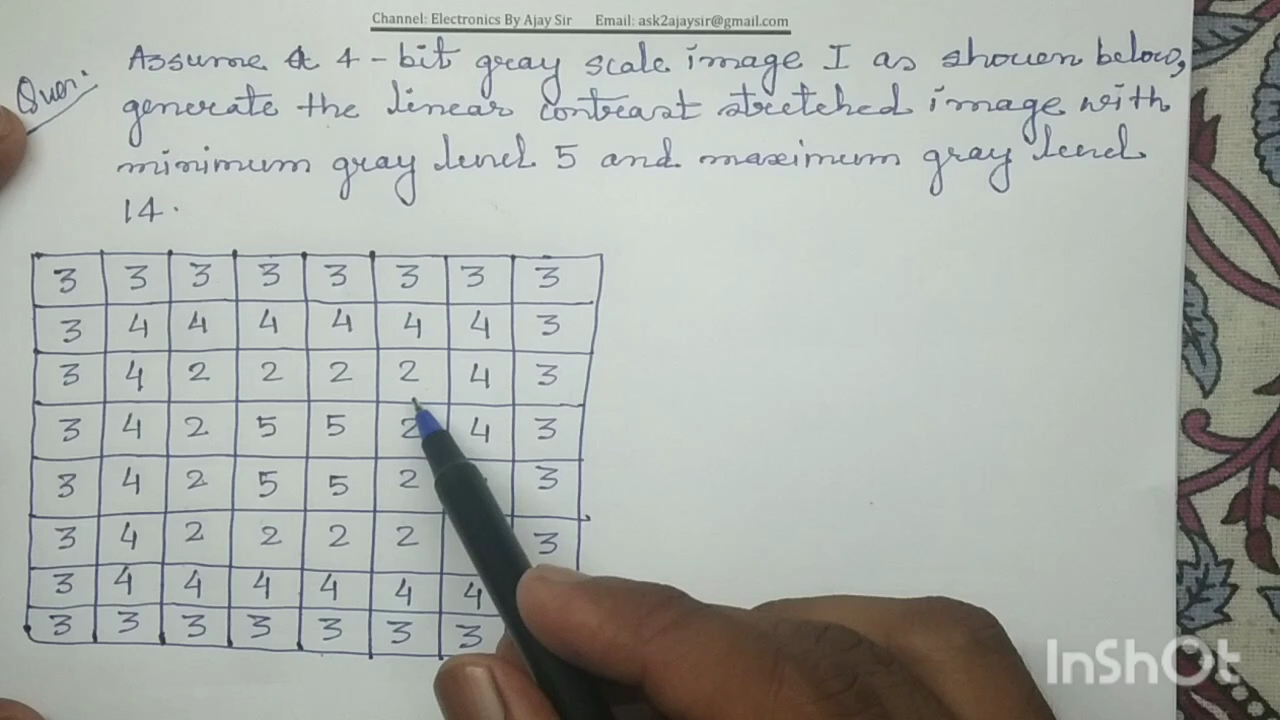 Channel: Electronics By Ajay Sir Email: ask2ajaysir@gmail.com
Ques:- Assume a 4-bit gray scale image I as shown below,
generate the linear contrast stretched image with
minimum gray level 5 and maximum gray level
14.
3 3 3 3 3 3 3 3
3 4 4 4 4 4 4 3
3 4 2 2 2 2 4 3
3 4 2 5 5 2 4 3
3 4 2 5 5 2 3
3 4 2 2 2 2 3
3 4 4 4 4 4 4
3 3 3 3 3 3 3
InShOt